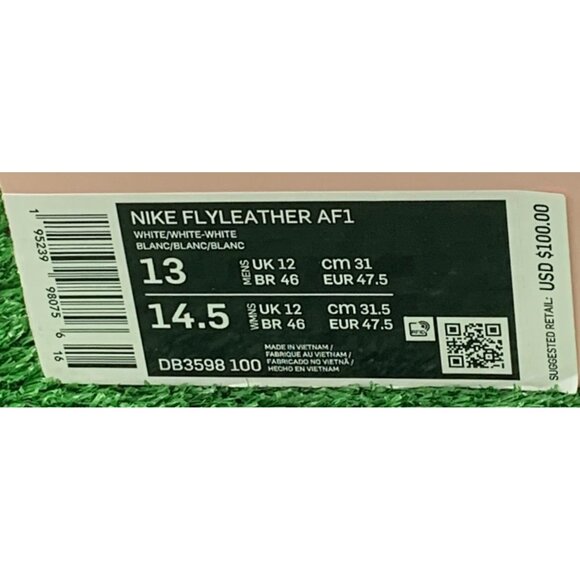 NIKE FLYLEATHER AF1
WHITE/WHITE-WHITE
BLANC/BLANC/BLANC
13 MENS UK 12 CM 31
BR 46 EUR 47.5
14.5 WMNS UK 12 CM 31.5
BR 46 EUR 47.5
DB3598 100
MADE IN VIETNAM /
FABRIQUE AU VIETNAM /
FABRICADO NO VIETNÃ /
HECHO EN VIETNAM
1 95239 98075 6 16
SUGGESTED RETAIL: USD $100.00